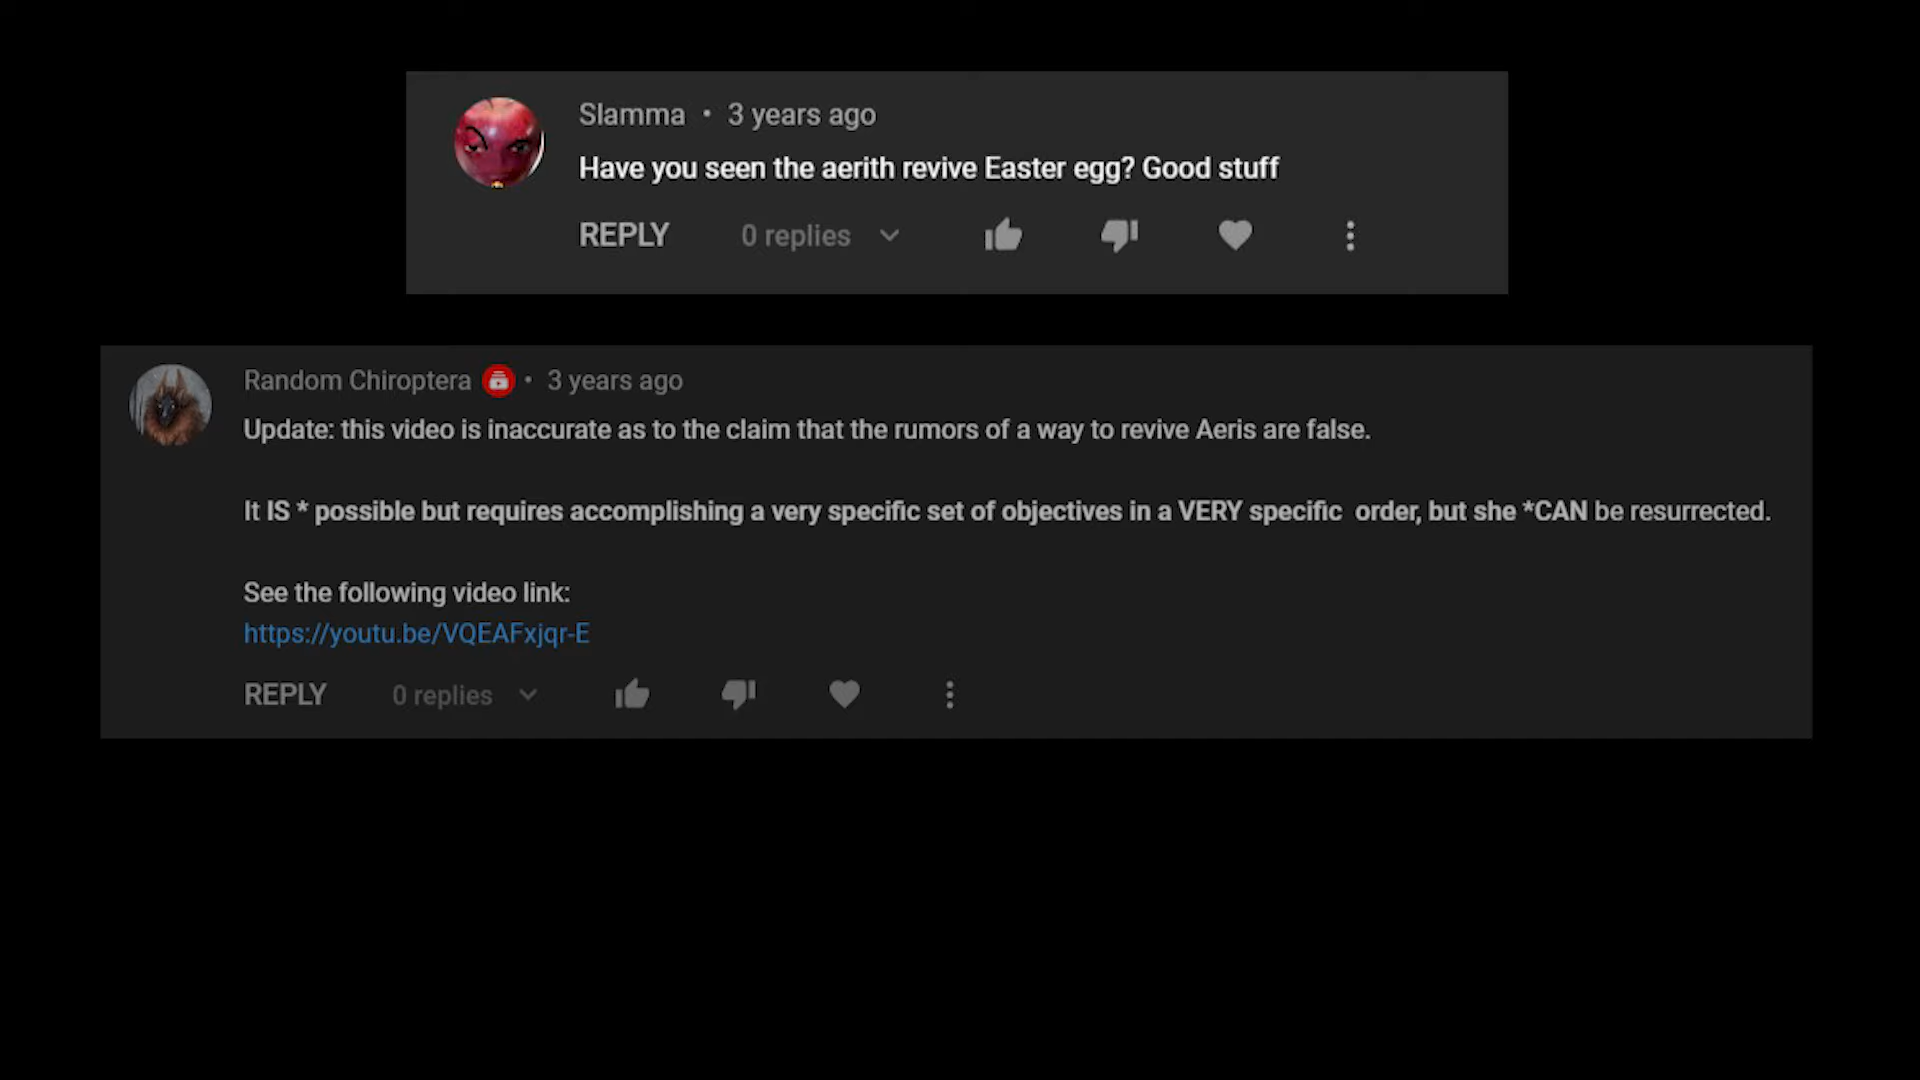 Slamma • 3 years ago
Have you seen the aerith revive Easter egg? Good stuff
REPLY 0 replies
Random Chiroptera • 3 years ago
Update: this video is inaccurate as to the claim that the rumors of a way to revive Aeris are false.
It IS * possible but requires accomplishing a very specific set of objectives in a VERY specific  order, but she *CAN be resurrected.
See the following video link:
https://youtu.be/VQEAFxjqr-E
REPLY 0 replies